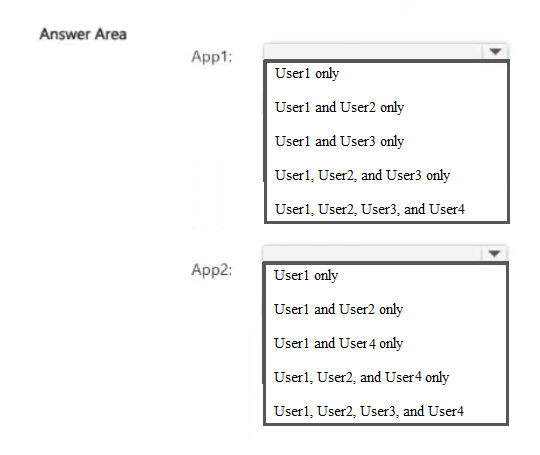 Answer Area
App1:
User1 only
User1 and User2 only
User1 and User3 only
User1, User2, and User3 only
User1, User2, User3, and User4
App2:
User1 only
User1 and User2 only
User1 and User4 only
User1, User2, and User4 only
User1, User2, User3, and User4